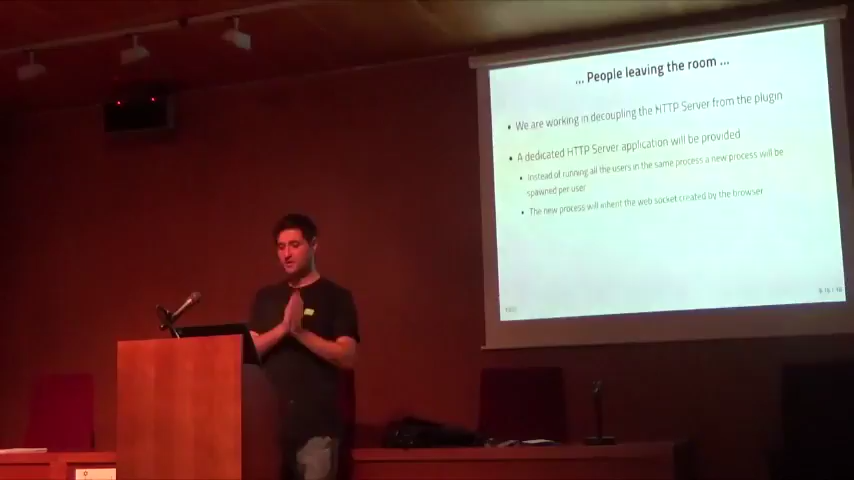 ... People leaving the room ...
• We are working in decoupling the HTTP Server from the plugin
• A dedicated HTTP Server application will be provided
• Instead of running all the users in the same process a new process will be
spawned per user
• The new process will inherit the web socket created by the browser